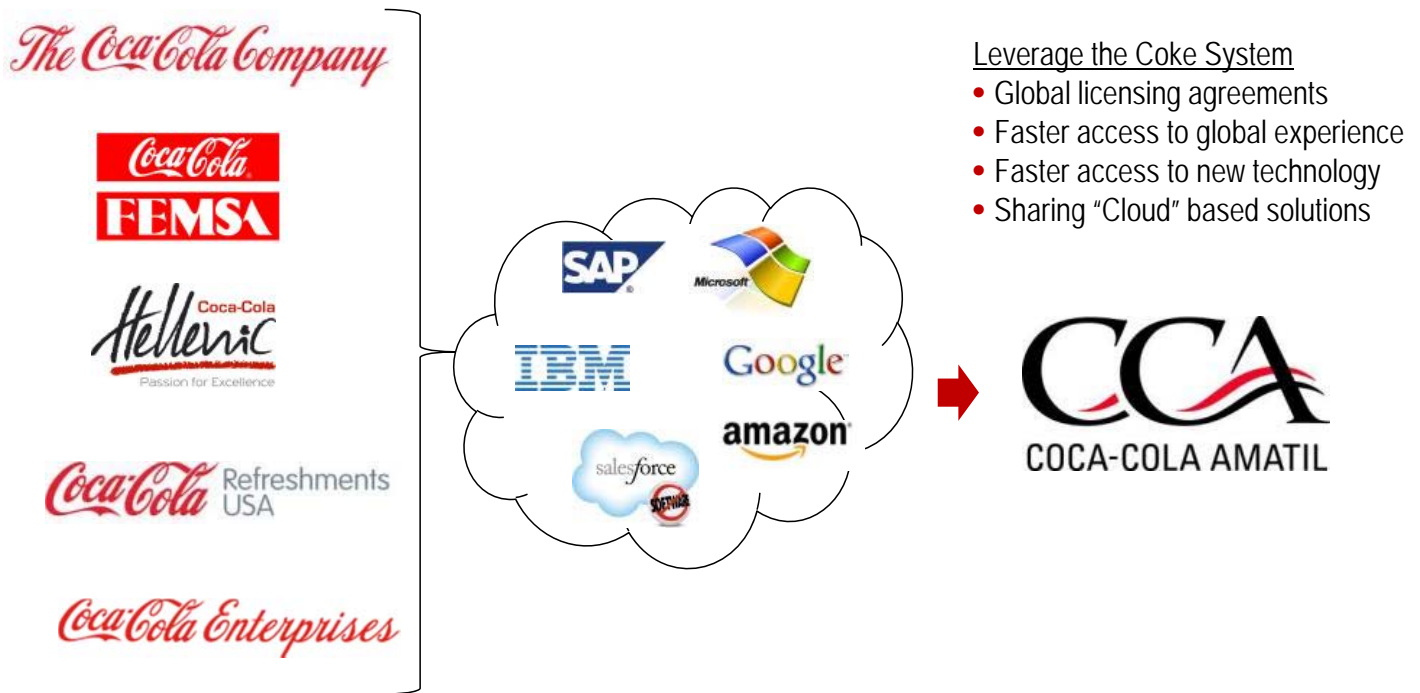 The Coca-Cola Company
Coca-Cola
FEMSA
Coca-Cola
Hellenic
Passion for Excellence
Coca-Cola Refreshments
USA
Coca-Cola Enterprises
SAP
®
Microsoft
IBM
Google
amazon
salesforce
SOFTWARE
Leverage the Coke System
• Global licensing agreements
• Faster access to global experience
• Faster access to new technology
• Sharing “Cloud” based solutions
CCA
COCA-COLA AMATIL